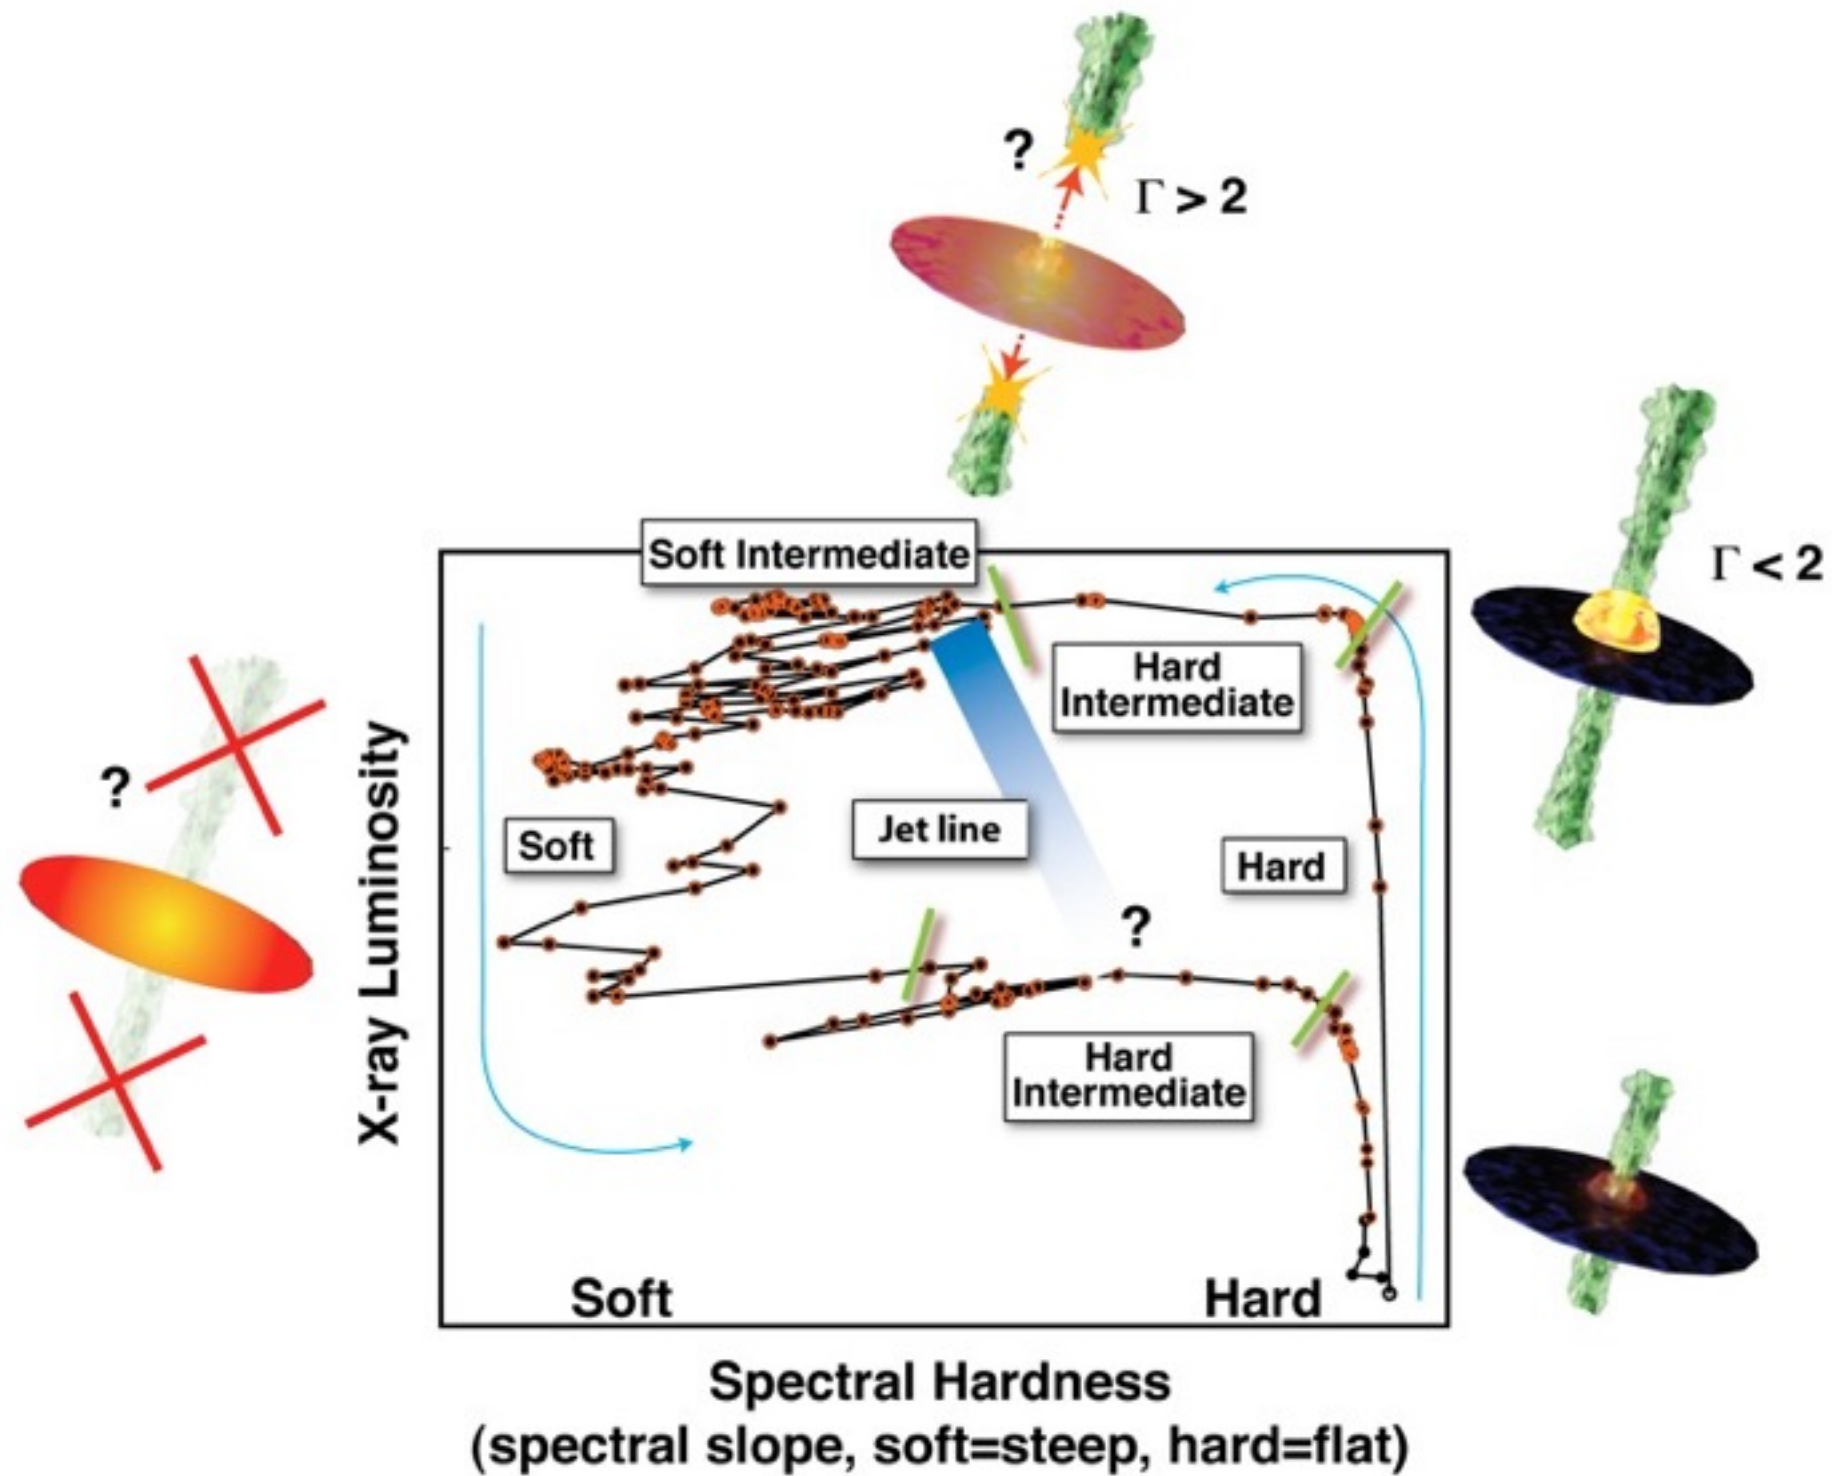 ?
Γ > 2
Γ < 2
Soft Intermediate
Hard
Intermediate
?
Soft
Jet line
Hard
?
Hard
Intermediate
X-ray Luminosity
Soft
Hard
Spectral Hardness
(spectral slope, soft=steep, hard=flat)